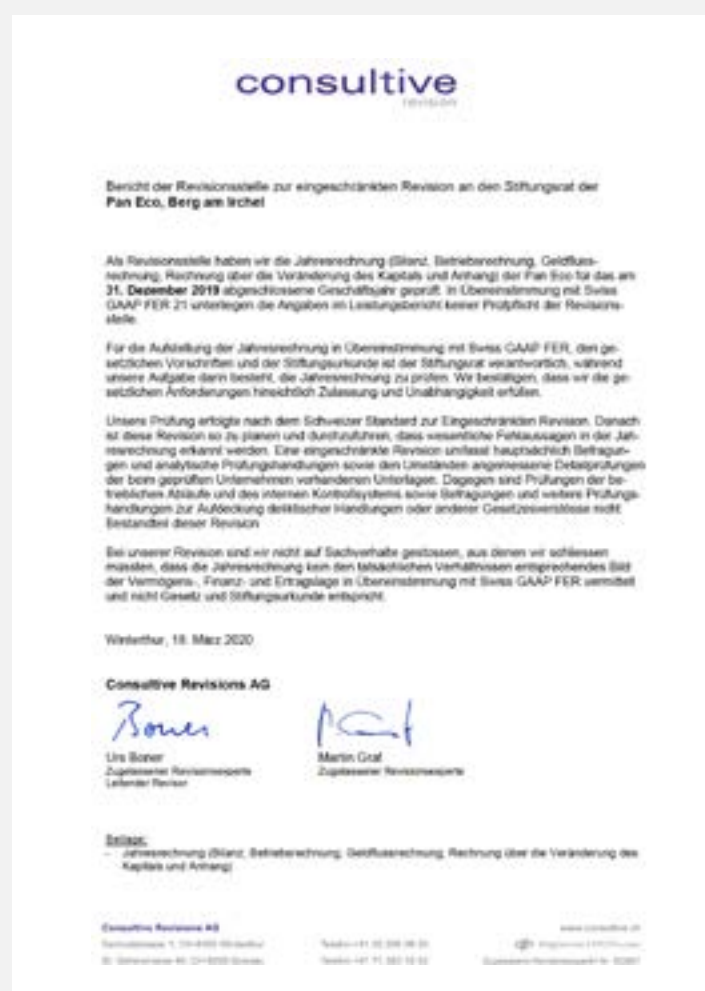 consultive
revision
Bericht der Revisionsstelle zur eingeschränkten Revision an den Stiftungsrat der
Pan Eco, Berg am Irchel
Als Revisionsstelle haben wir die Jahresrechnung (Bilanz, Betriebsrechnung, Geldfluss-
rechnung, Rechnung über die Veränderung des Kapitals und Anhang) der Pan Eco für das am
31. Dezember 2019 abgeschlossene Geschäftsjahr geprüft. In Übereinstimmung mit Swiss
GAAP FER 21 unterliegen die Angaben im Leistungsbericht keiner Prüfpflicht der Revisions-
stelle.
Für die Aufstellung der Jahresrechnung in Übereinstimmung mit Swiss GAAP FER, den ge-
setzlichen Vorschriften und der Stiftungsurkunde ist der Stiftungsrat verantwortlich, während
unsere Aufgabe darin besteht, die Jahresrechnung zu prüfen. Wir bestätigen, dass wir die ge-
setzlichen Anforderungen hinsichtlich Zulassung und Unabhängigkeit erfüllen.
Unsere Prüfung erfolgte nach dem Schweizer Standard zur Eingeschränkten Revision. Danach
ist diese Revision so zu planen und durchzuführen, dass wesentliche Fehlaussagen in der Jah-
resrechnung erkannt werden. Eine eingeschränkte Revision umfasst hauptsächlich Befragun-
gen und analytische Prüfungshandlungen sowie den Umständen angemessene Detailprüfungen
der beim geprüften Unternehmen vorhandenen Unterlagen. Dagegen sind Prüfungen der be-
trieblichen Abläufe und des internen Kontrollsystems sowie Befragungen und weitere Prüfungs-
handlungen zur Aufdeckung deliktischer Handlungen oder anderer Gesetzesverstösse nicht
Bestandteil dieser Revision.
Bei unserer Revision sind wir nicht auf Sachverhalte gestossen, aus denen wir schliessen
müssten, dass die Jahresrechnung kein den tatsächlichen Verhältnissen entsprechendes Bild
der Vermögens-, Finanz- und Ertragslage in Übereinstimmung mit Swiss GAAP FER vermittelt
und nicht Gesetz und Stiftungsurkunde entspricht.
Winterthur, 18. März 2020
Consultive Revisions AG
Boner
Urs Boner Martin Graf
Zugelassener Revisionsexperte Zugelassener Revisionsexperte
Leitender Revisor
Beilage:
- Jahresrechnung (Bilanz, Betriebsrechnung, Geldflussrechnung, Rechnung über die Veränderung des
Kapitals und Anhang)
Consultive Revisions AG www.consultive.ch